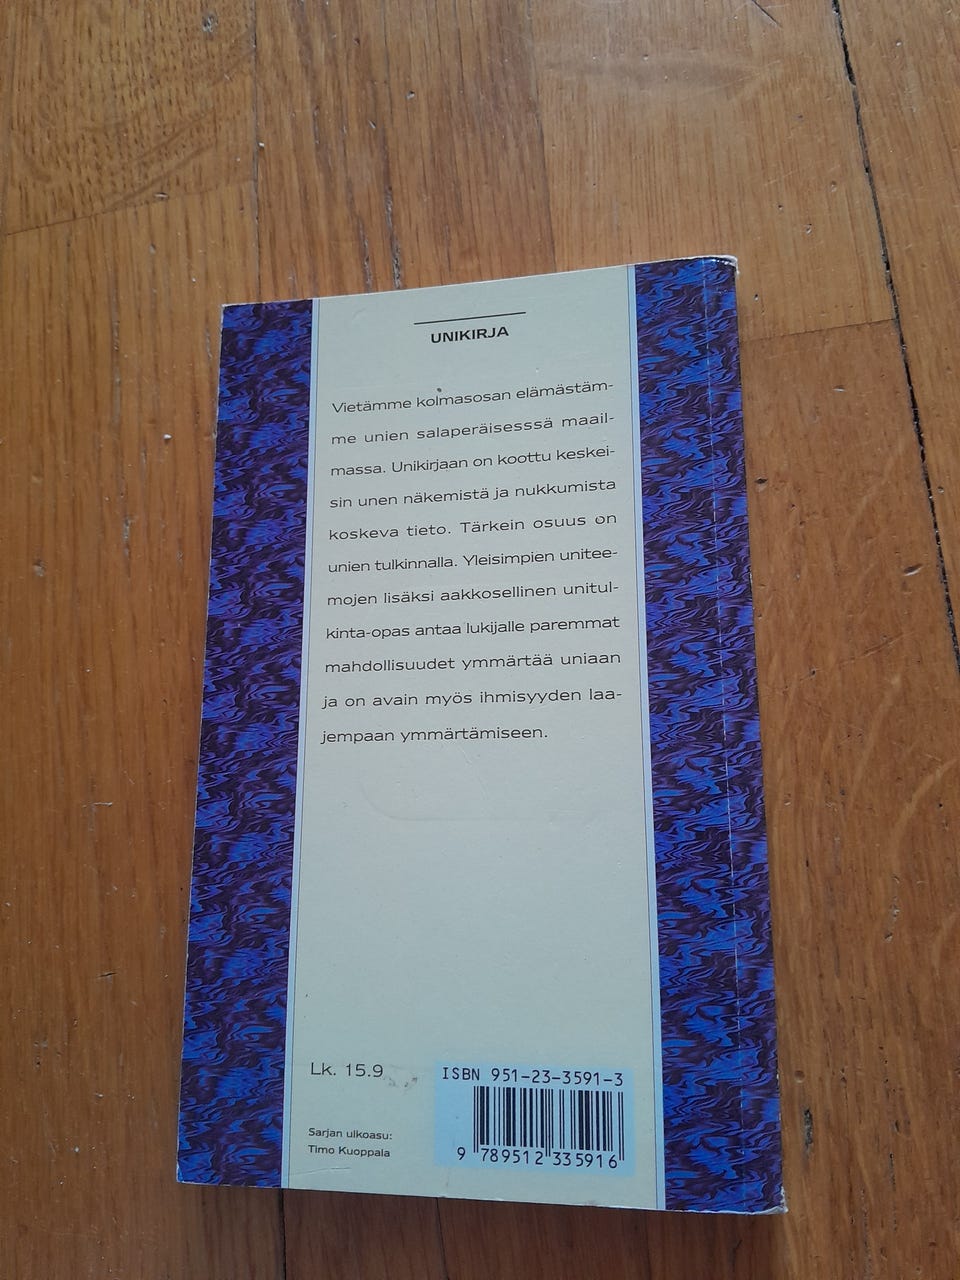 UNIKIRJA
Vietämme kolmasosan elämästäm-
me unien salaperäisesssä maail-
massa. Unikirjaan on koottu keskei-
sin unen näkemistä ja nukkumista
koskeva tieto. Tärkein osuus on
unien tulkinnalla. Yleisimpien unitee-
mojen lisäksi aakkosellinen unitul-
kinta-opas antaa lukijalle paremmat
mahdollisuudet ymmärtää uniaan
ja on avain myös ihmisyyden laa-
jempaan ymmärtämiseen.
Lk. 15.9
Sarjan ulkoasu:
Timo Kuoppala
ISBN 951-23-3591-3
9 789512 335916